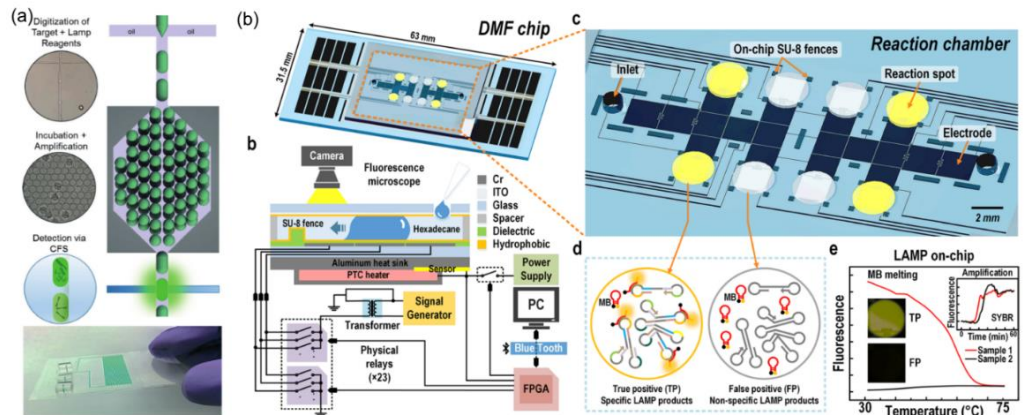 (a)
Digitization of
Target + Lamp
Reagents
oil
oil
Incubation +
Amplification
Detection via
CFS
(b)
DMF chip
63 mm
31.5 mm
b
Camera
Fluorescence
microscope
SU-8 fence
Hexadecane
Cr
ITO
Glass
Spacer
Dielectric
Hydrophobic
Aluminum heat sink
PTC heater
Sensor
Power
Supply
PC
Signal
Generator
Transformer
Blue Tooth
Physical
relays
(×23)
FPGA
c
On-chip SU-8 fences
Reaction chamber
Inlet
Reaction spot
Electrode
2 mm
d
MB
MB
True positive (TP)
Specific LAMP products
False positive (FP)
Non-specific LAMP products
e
LAMP on-chip
MB melting
Amplification
Fluorescence
SYBR
0
Time (min)
60
TP
FP
Sample 1
Sample 2
Fluorescence
30
75
Temperature (°C)